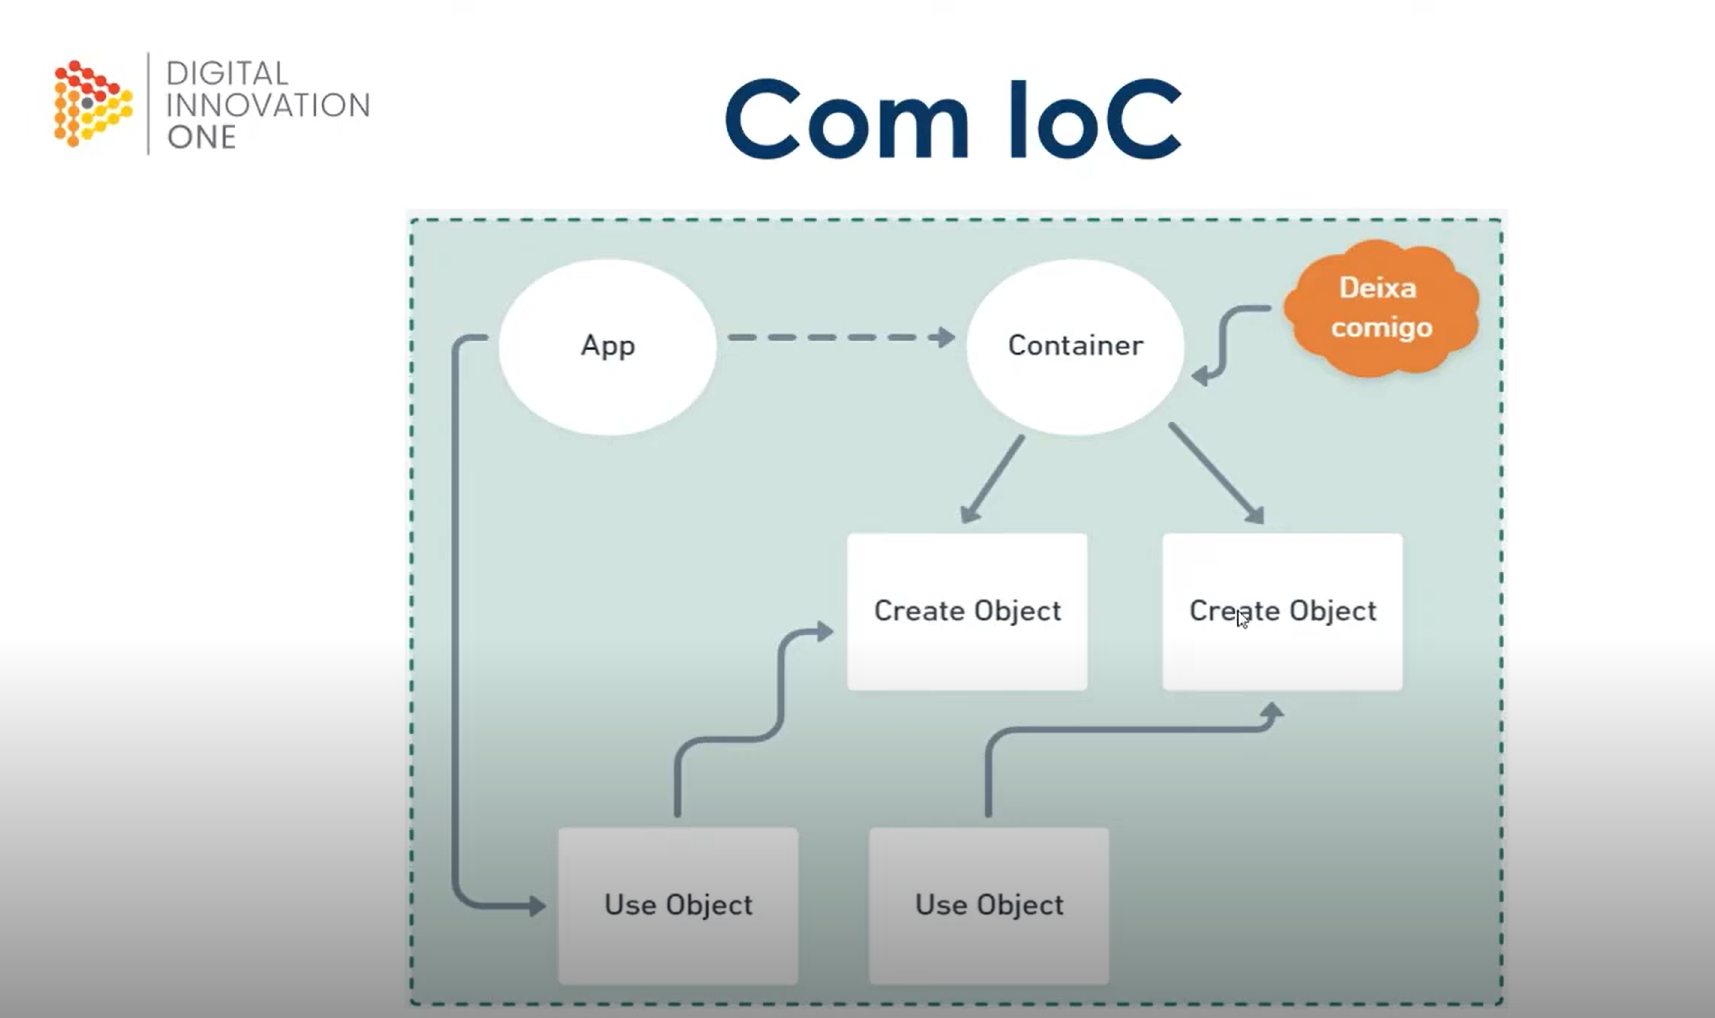 DIGITAL
INNOVATION
ONE
Com IoC
App
Container
Deixa
comigo
Create Object
Create Object
Use Object
Use Object